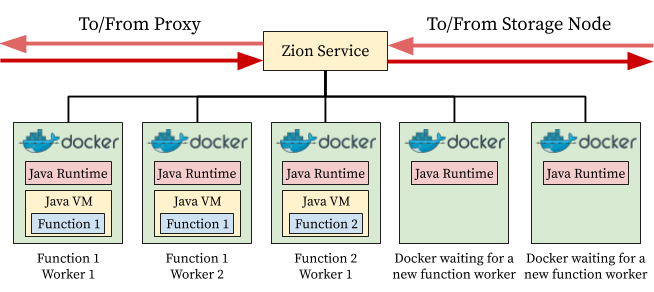 To/From Proxy
To/From Storage Node
Zion Service
docker
docker
docker
docker
docker
Java Runtime
Java Runtime
Java Runtime
Java Runtime
Java Runtime
Java VM
Java VM
Java VM
Function 1
Function 1
Function 2
Function 1
Worker 1
Function 1
Worker 2
Function 2
Worker 1
Docker waiting for a
new function worker
Docker waiting for a
new function worker